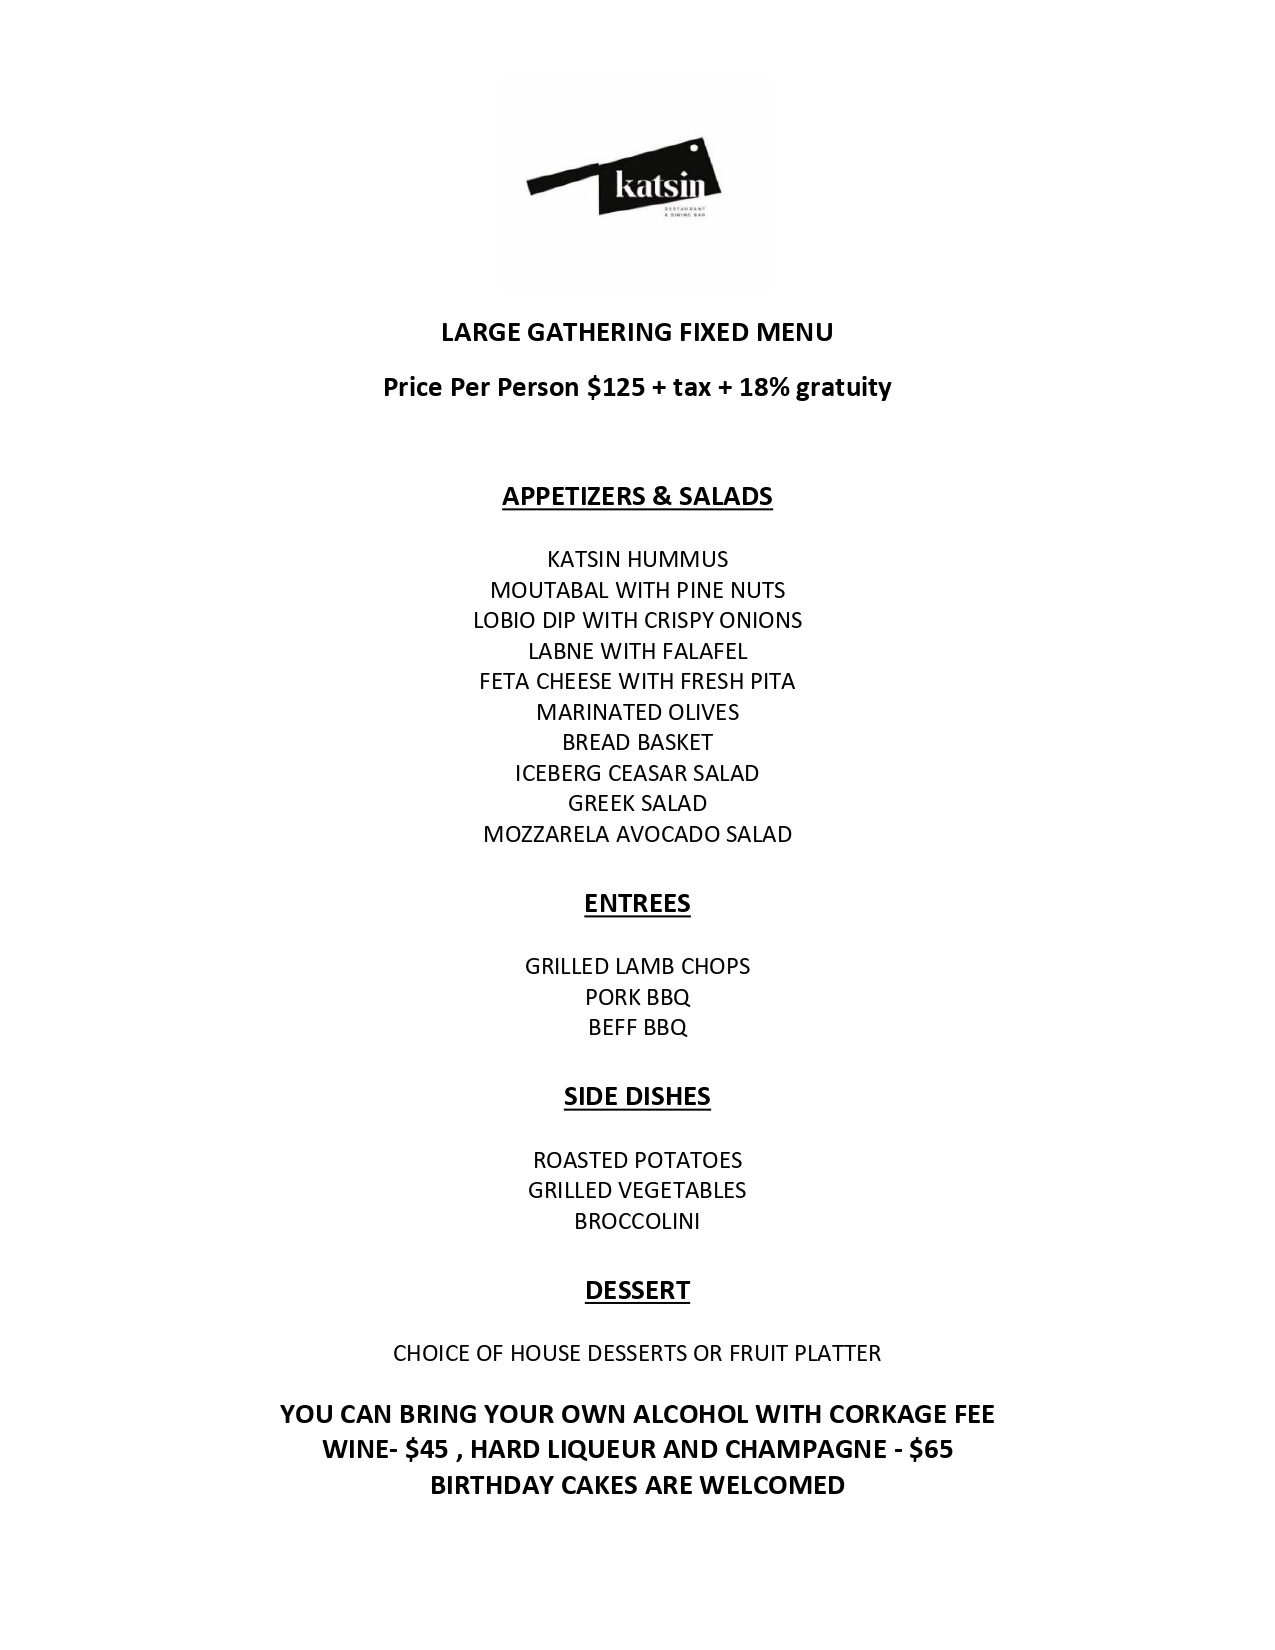 katsin
RESTAURANT
& DINING BAR
LARGE GATHERING FIXED MENU
Price Per Person $125 + tax + 18% gratuity
APPETIZERS & SALADS
KATSIN HUMMUS
MOUTABAL WITH PINE NUTS
LOBIO DIP WITH CRISPY ONIONS
LABNE WITH FALAFEL
FETA CHEESE WITH FRESH PITA
MARINATED OLIVES
BREAD BASKET
ICEBERG CEASAR SALAD
GREEK SALAD
MOZZARELA AVOCADO SALAD
ENTREES
GRILLED LAMB CHOPS
PORK BBQ
BEFF BBQ
SIDE DISHES
ROASTED POTATOES
GRILLED VEGETABLES
BROCCOLINI
DESSERT
CHOICE OF HOUSE DESSERTS OR FRUIT PLATTER
YOU CAN BRING YOUR OWN ALCOHOL WITH CORKAGE FEE
WINE- $45 , HARD LIQUEUR AND CHAMPAGNE - $65
BIRTHDAY CAKES ARE WELCOMED